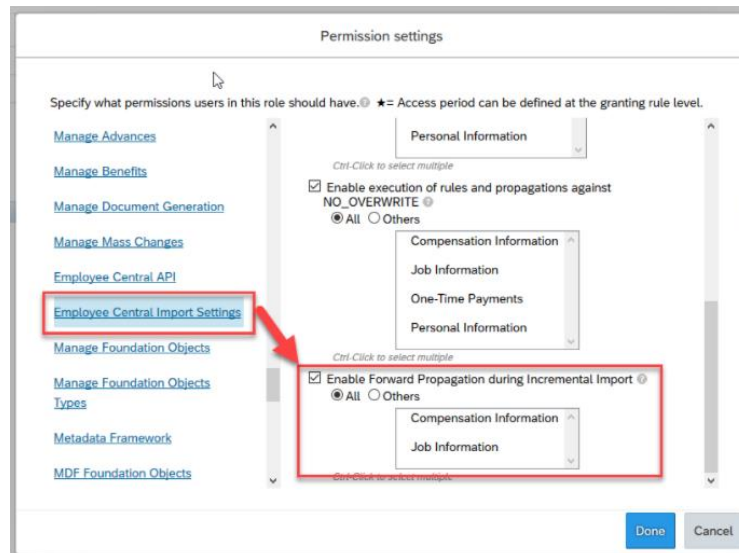 Permission settings
Specify what permissions users in this role should have. ★= Access period can be defined at the granting rule level.
Manage Advances
Manage Benefits
Manage Document Generation
Manage Mass Changes
Employee Central API
Employee Central Import Settings
Manage Foundation Objects
Manage Foundation Objects
Types
Metadata Framework
MDF Foundation Objects
Personal Information
Ctrl-Click to select multiple
Enable execution of rules and propagations against
NO_OVERWRITE
All Others
Compensation Information
Job Information
One-Time Payments
Personal Information
Ctrl-Click to select multiple
Enable Forward Propagation during Incremental Import
All Others
Compensation Information
Job Information
Ctrl-Click to select multiple
Done Cancel